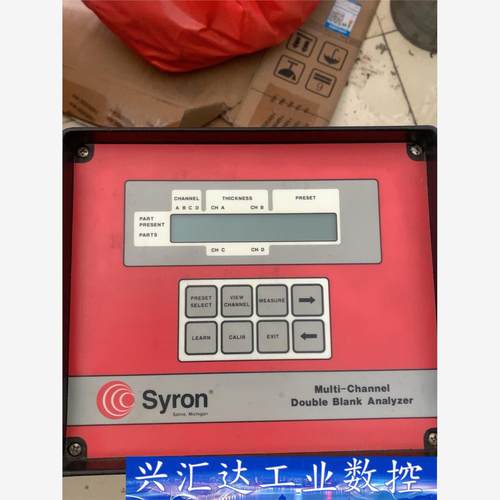 CHANNEL THICKNESS PRESET
A B C D CH A CH B
PART
PRESENT
PARTS
CH C CH D
PRESET
SELECT
VIEW
CHANNEL
MEASURE
LEARN
CALIB
EXIT
Syron®
Saline, Michigan
Multi-Channel
Double Blank Analyzer
兴汇达工业数控